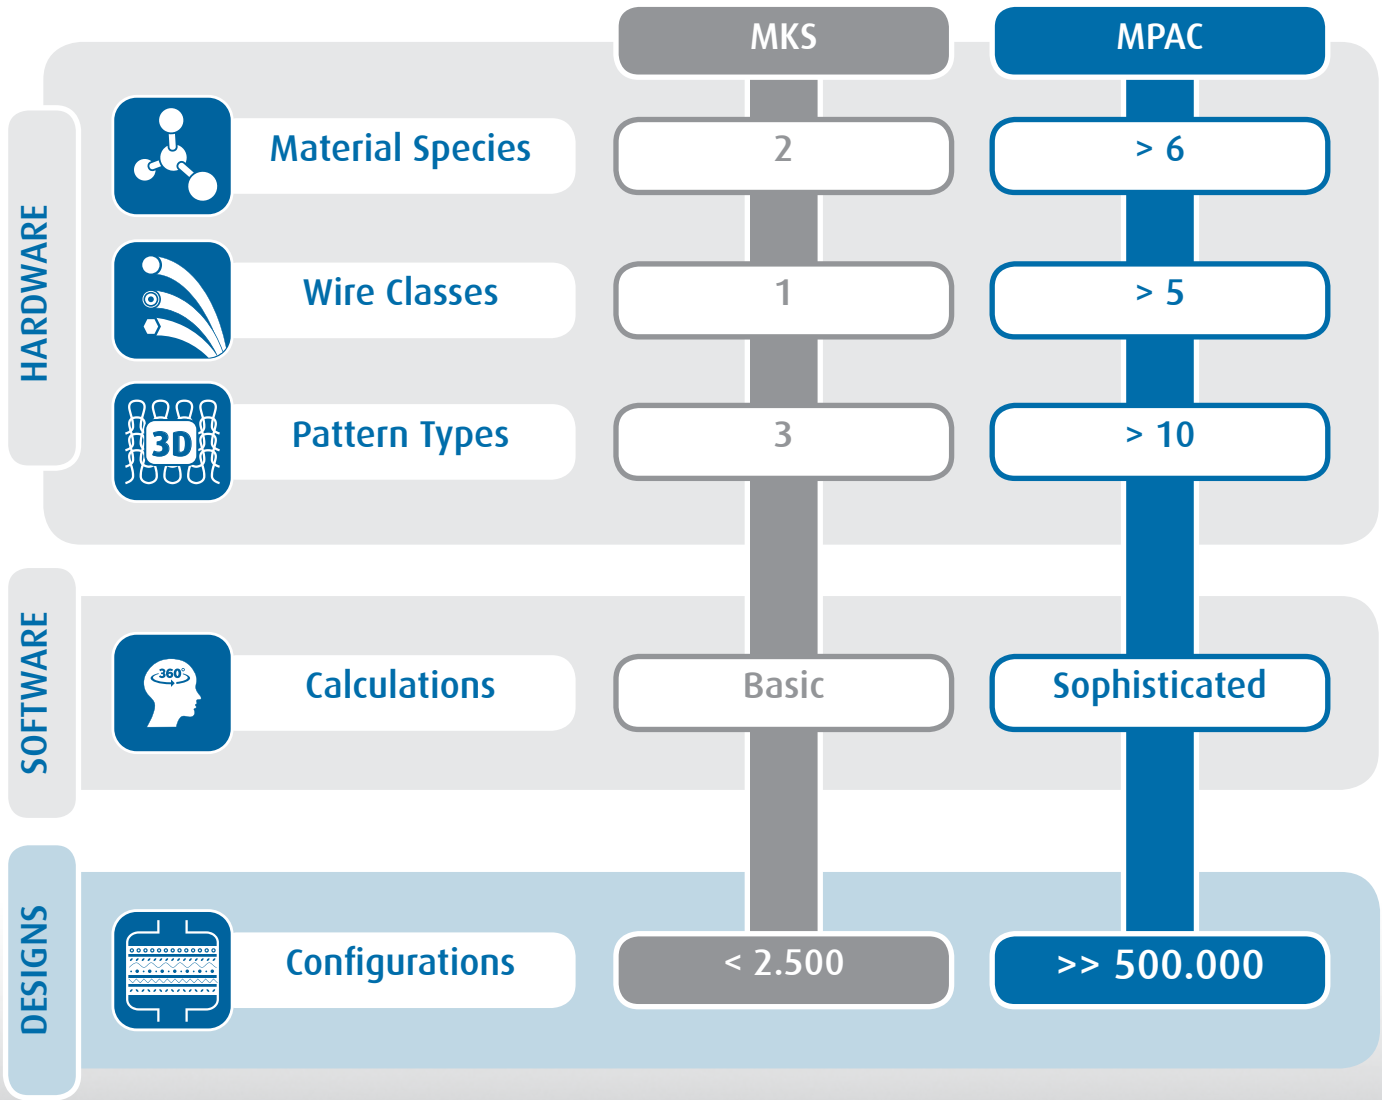 MKS
MPAC
HARDWARE
Material Species
2
> 6
Wire Classes
1
> 5
3D
Pattern Types
3
> 10
SOFTWARE
360°
Calculations
Basic
Sophisticated
DESIGNS
Configurations
< 2.500
>> 500.000